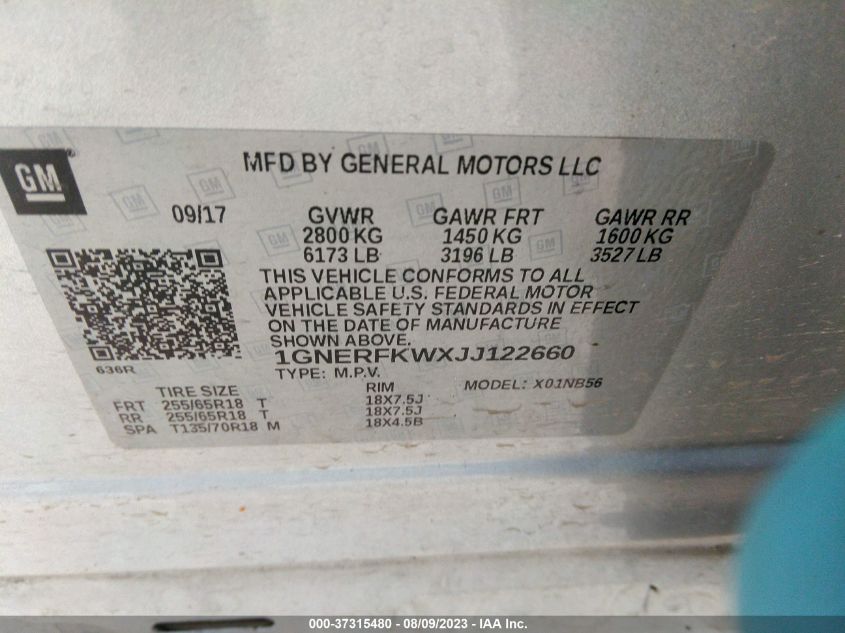 GM
MFD BY GENERAL MOTORS LLC
09/17 GVWR GAWR FRT GAWR RR
2800 KG 1450 KG 1600 KG
6173 LB 3196 LB 3527 LB
THIS VEHICLE CONFORMS TO ALL
APPLICABLE U.S. FEDERAL MOTOR
VEHICLE SAFETY STANDARDS IN EFFECT
ON THE DATE OF MANUFACTURE
SHOWN ABOVE.
1GNERFKWXJJ122660
636R
TYPE: M.P.V. MODEL: X01NB56
TIRE SIZE RIM
FRT 255/65R18 T 18X7.5J
RR 255/65R18 T 18X7.5J
SPA T135/70R18 M 18X4.5B
000-37315480 - 08/09/2023 - IAA Inc.